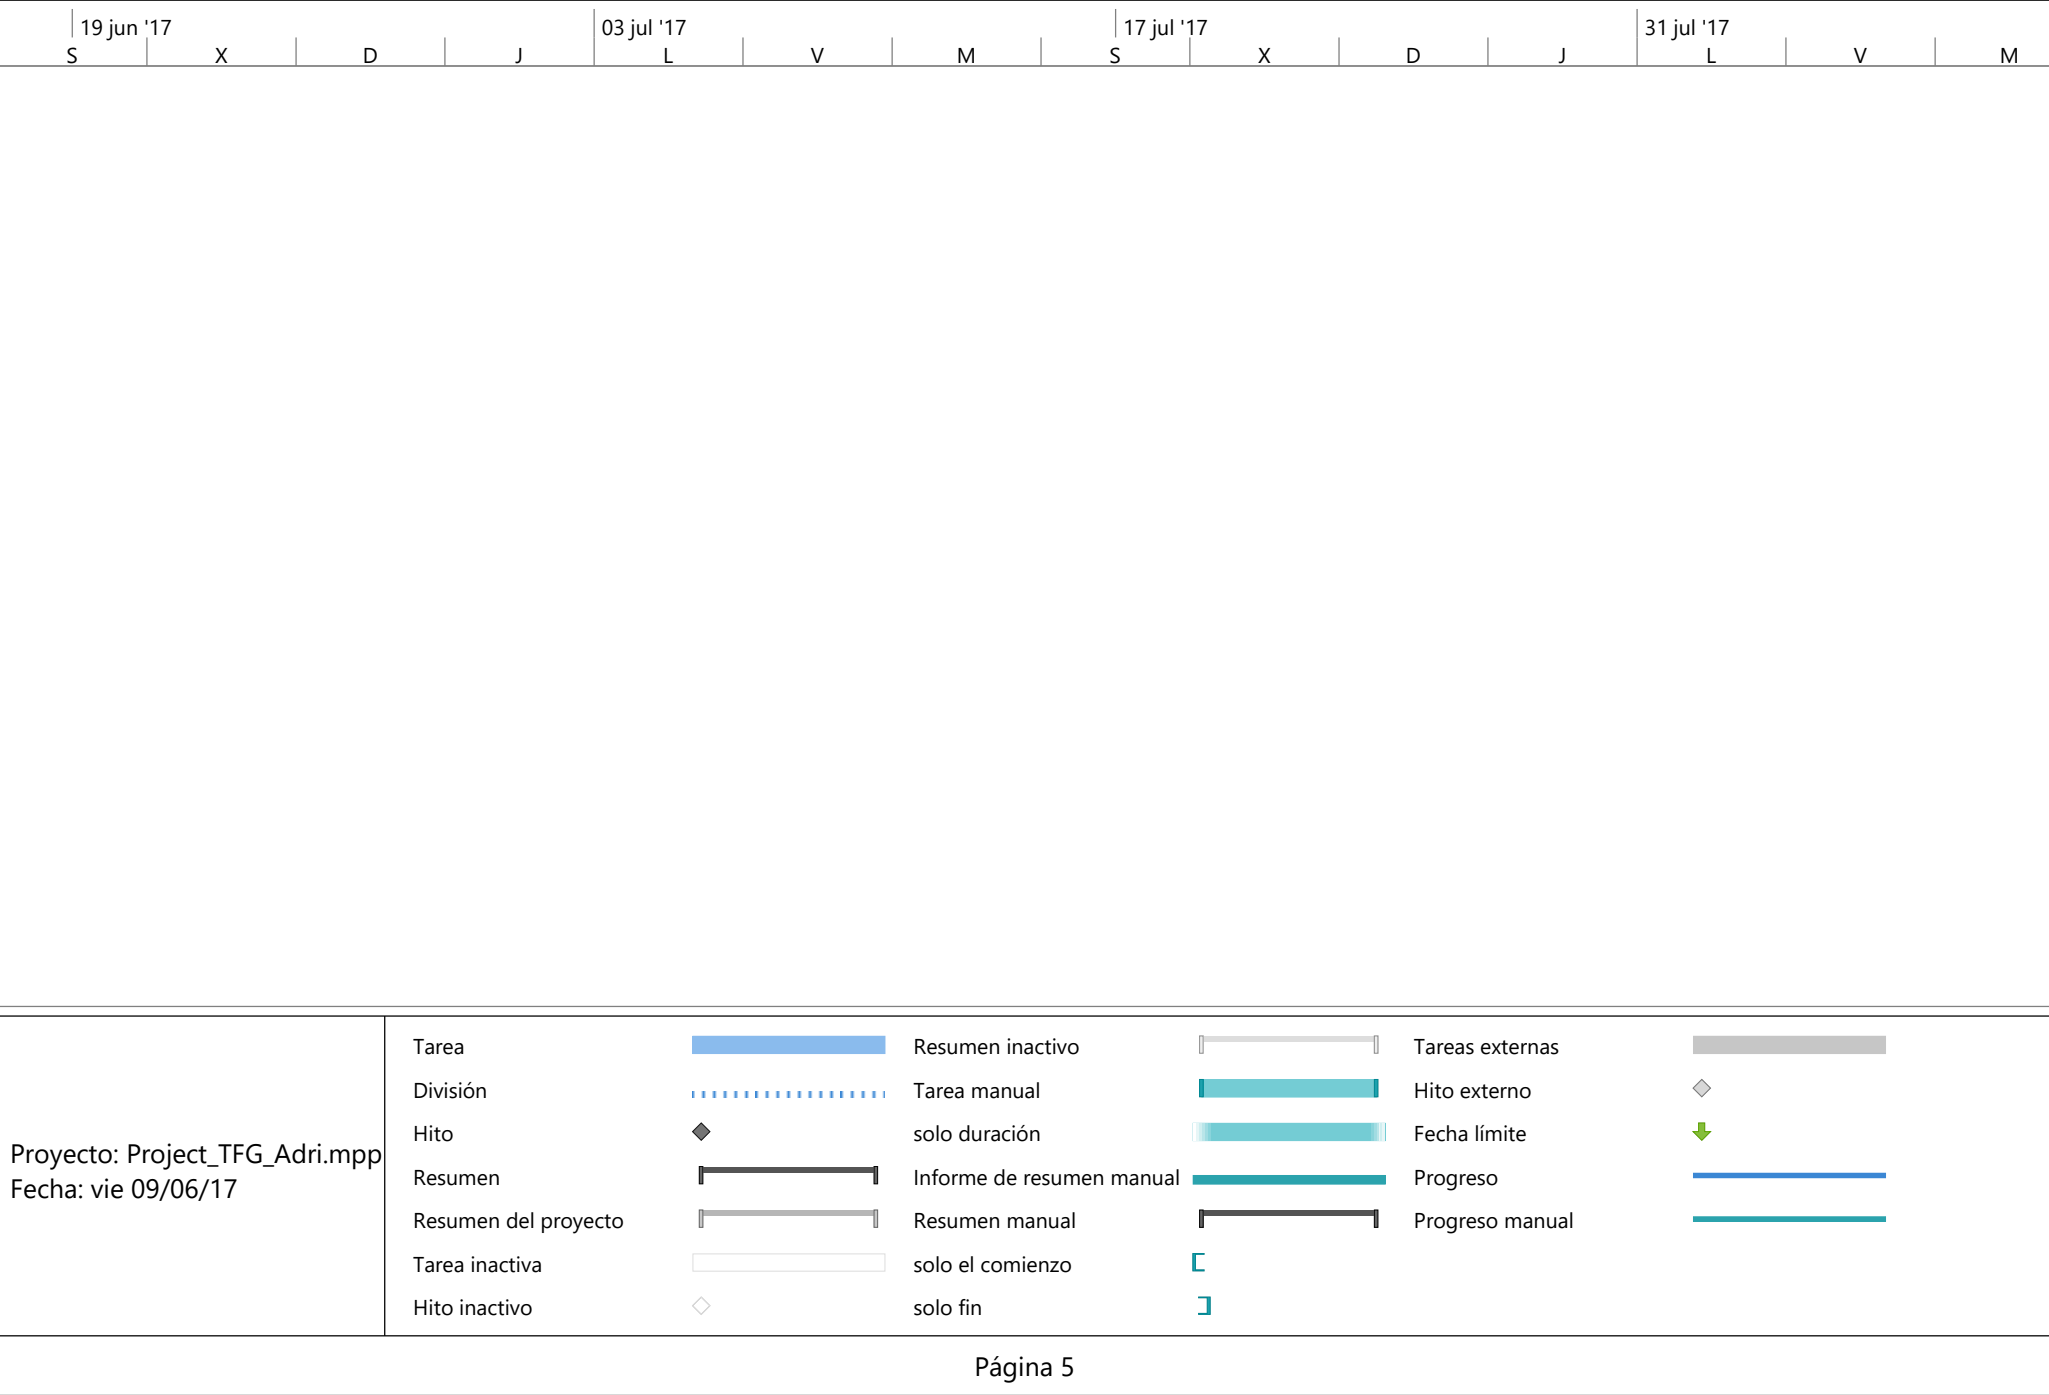 19 jun '17 03 jul '17 17 jul '17 31 jul '17
S X D J L V M S X D J L V M
Tarea Resumen inactivo Tareas externas
División Tarea manual Hito externo
Hito solo duración Fecha límite
Proyecto: Project_TFG_Adri.mpp
Fecha: vie 09/06/17
Resumen Informe de resumen manual Progreso
Resumen del proyecto Resumen manual Progreso manual
Tarea inactiva solo el comienzo
Hito inactivo solo fin
Página 5